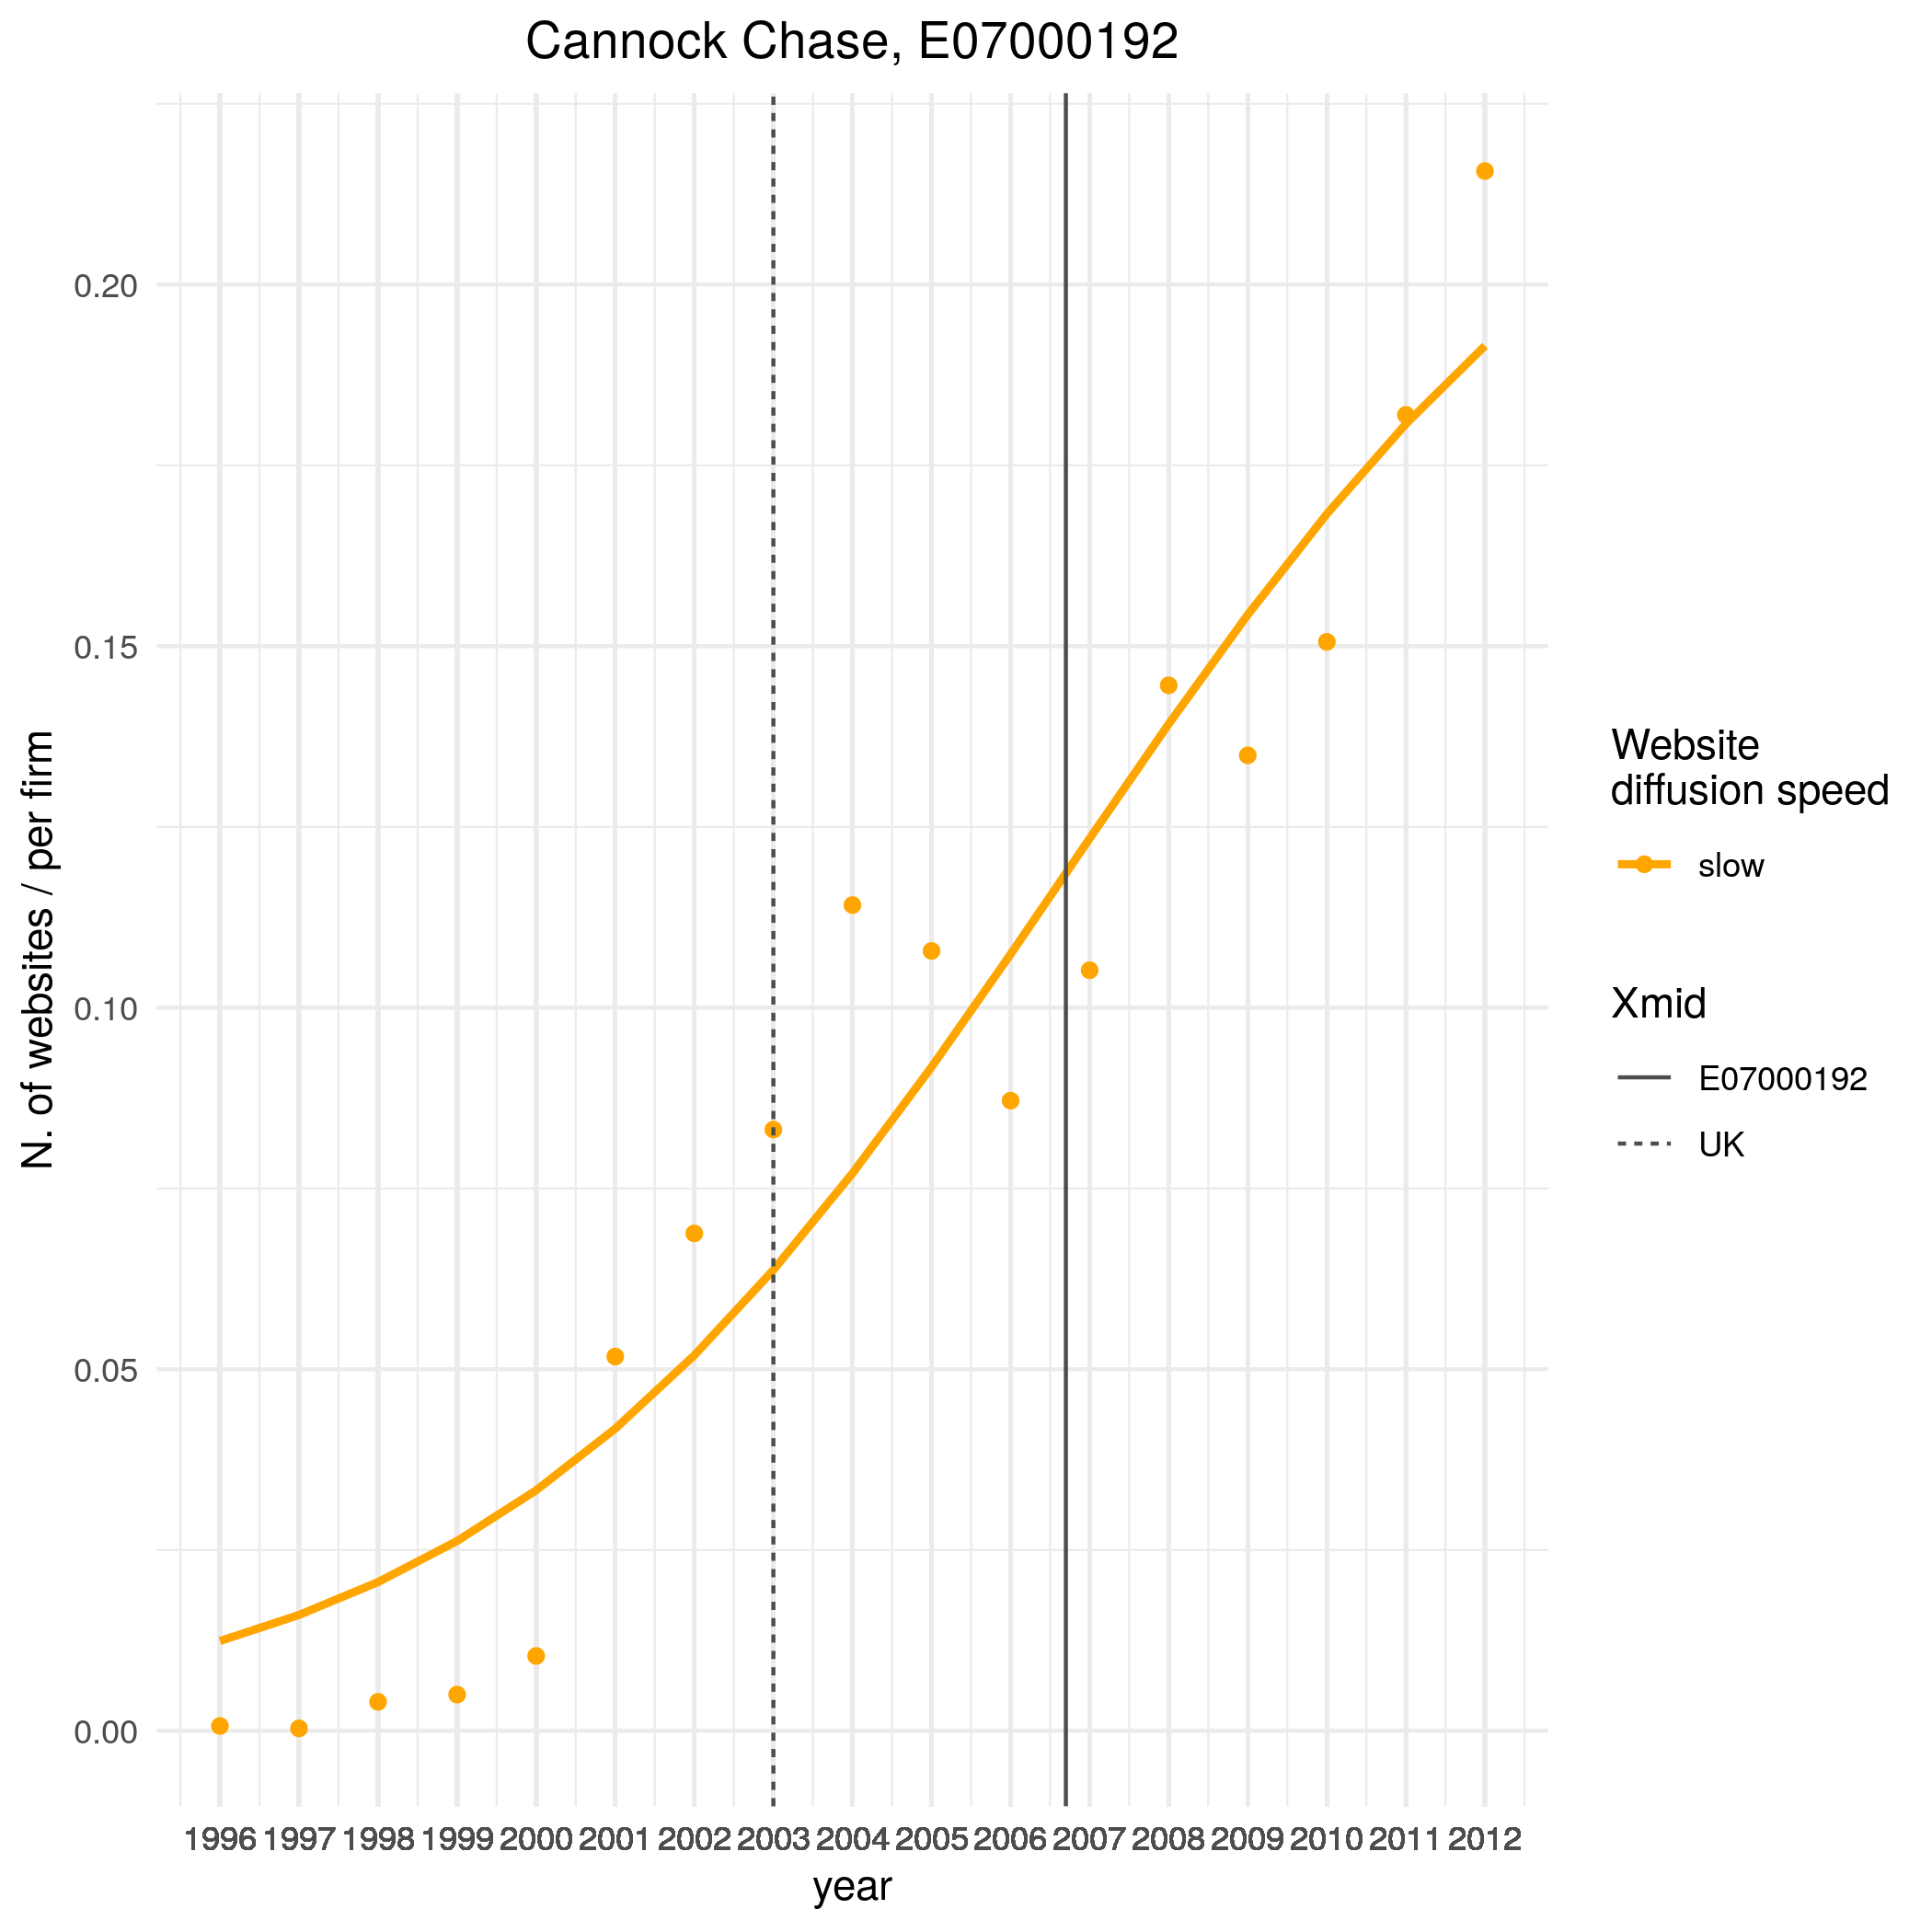 Cannock Chase, E07000192
N. of websites / per firm
0.20
0.15
0.10
0.05
0.00
1996 1997 1998 1999 2000 2001 2002 2003 2004 2005 2006 2007 2008 2009 2010 2011 2012
year
Website
diffusion speed
slow
Xmid
E07000192
UK